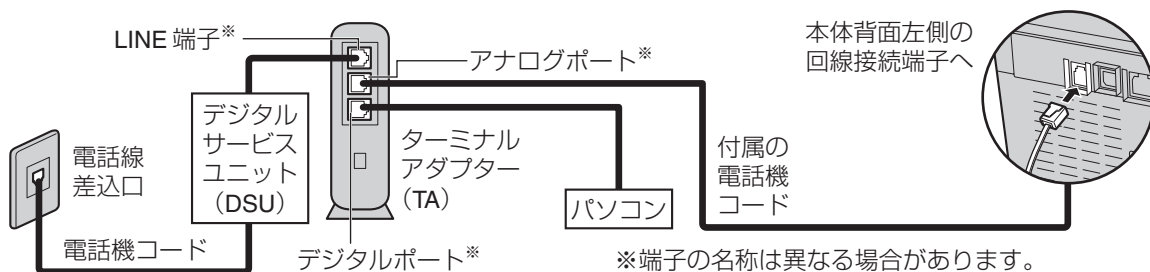 LINE 端子※
アナログポート※
本体背面左側の
回線接続端子へ
デジタル
サービス
ユニット
（DSU）
電話線
差込口
ターミナル
アダプター
（TA）
付属の
電話機
コード
パソコン
電話機コード
デジタルポート※
※端子の名称は異なる場合があります。